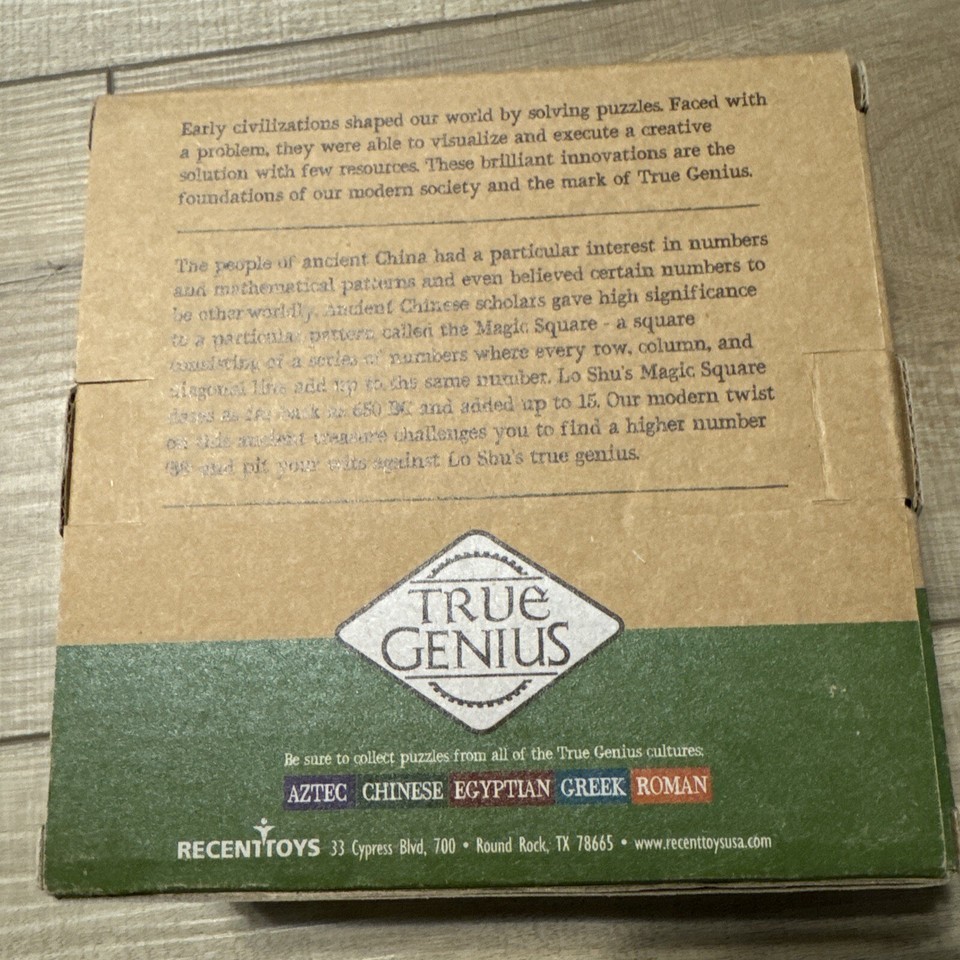 Early civilizations shaped our world by solving puzzles. Faced with
a problem, they were able to visualize and execute a creative
solution with few resources. These brilliant innovations are the
foundations of our modern society and the mark of True Genius.
The people of ancient China had a particular interest in numbers
and mathematical patterns and even believed certain numbers to
be other worldly. Ancient Chinese scholars gave high significance
to a particular pattern called the Magic Square - a square
consisting of a series of numbers where every row, column, and
diagonal line add up to the same number. Lo Shu's Magic Square
dates as far back as 650 BC and added up to 15. Our modern twist
on this ancient treasure challenges you to find a higher number
and pit your wits against Lo Shu's true genius.
TRUE
GENIUS
Be sure to collect puzzles from all of the True Genius cultures:
AZTEC CHINESE EGYPTIAN GREEK ROMAN
RECENTTOYS 33 Cypress Blvd, 700 • Round Rock, TX 78665 • www.recenttoysusa.com